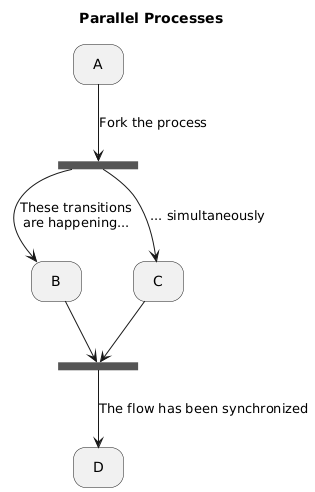 Parallel Processes
A
Fork the process
These transitions
are happening...
... simultaneously
B
C
The flow has been synchronized
D